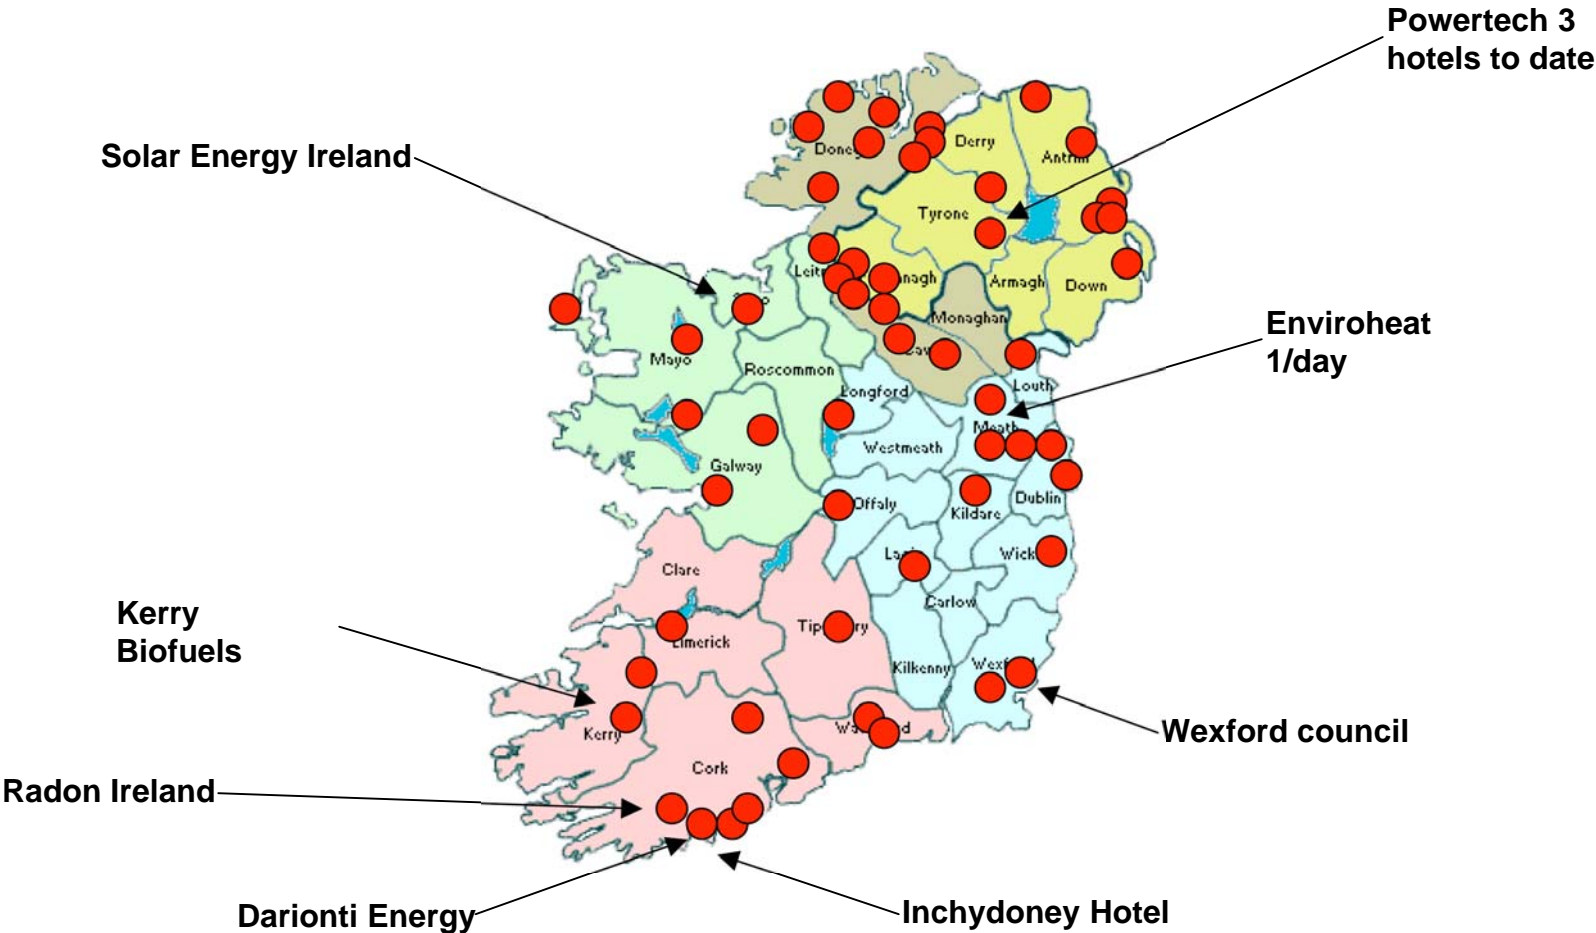 Powertech 3
hotels to date
Solar Energy Ireland
Derry
Antrim
Tyrone
Armagh
Down
Monaghan
Enviroheat
1/day
Mayo
Roscommon
Longford
Louth
Meath
Westmeath
Galway
Offaly
Kildare
Dublin
Clare
Carlow
Kerry
Biofuels
Limerick
Kilkenny
Kerry
Cork
Wexford council
Radon Ireland
Darionti Energy
Inchydoney Hotel